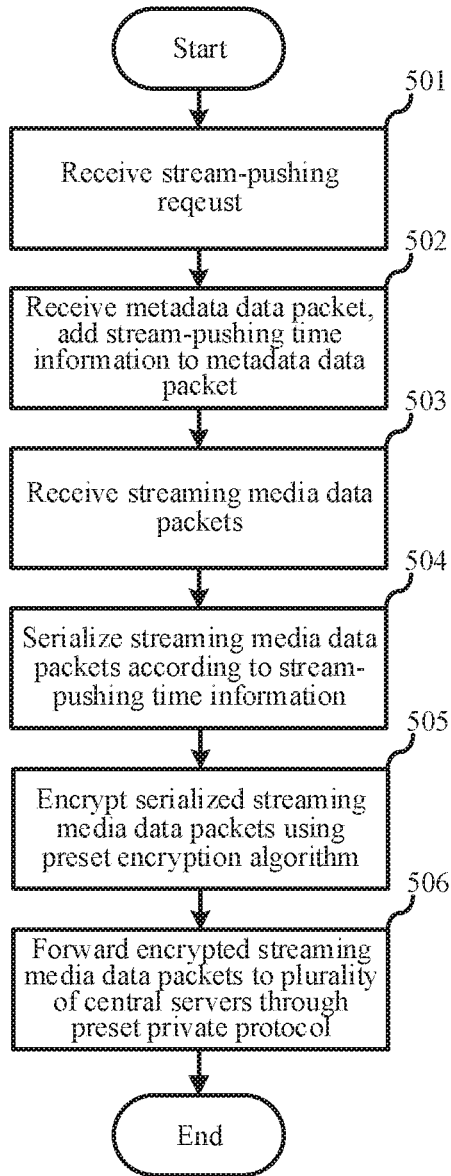 Start
501
Receive stream-pushing
reqeust
502
Receive metadata data packet,
add stream-pushing time
information to metadata data
packet
503
Receive streaming media data
packets
504
Serialize streaming media data
packets according to stream-
pushing time information
505
Encrypt serialized streaming
media data packets using
preset encryption algorithm
506
Forward encrypted streaming
media data packets to plurality
of central servers through
preset private protocol
End